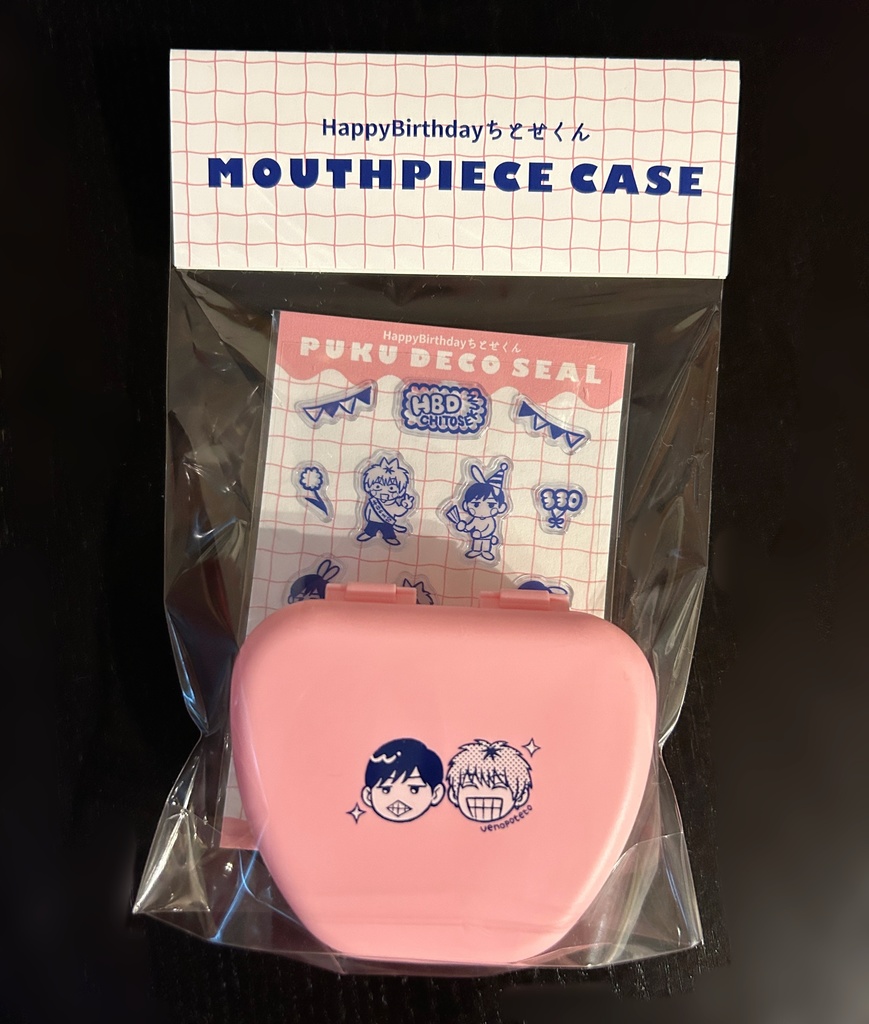 HappyBirthdayちとせくん
MOUTHPIECE CASE
HappyBirthdayちとせくん
PUKU DECO SEAL
HBD
CHITOSE
330
uenopoteto